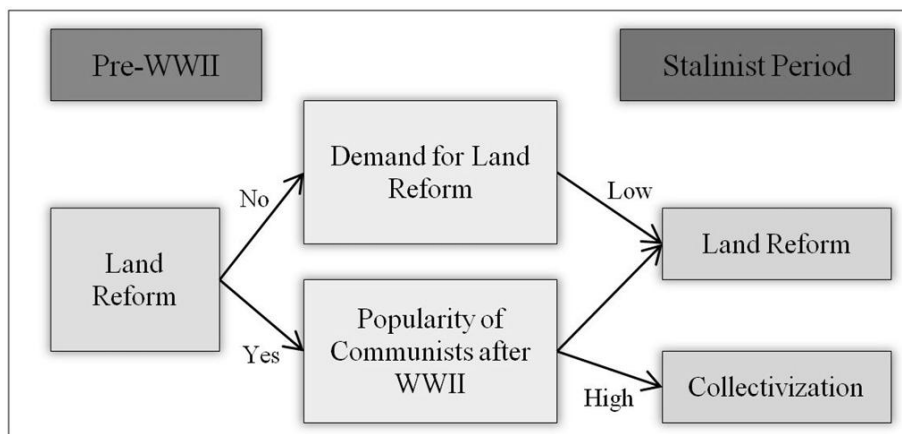 Pre-WWII
Stalinist Period
Demand for Land
Reform
No
Low
Land
Reform
Land Reform
Yes
Popularity of
Communists after
WWII
High
Collectivization